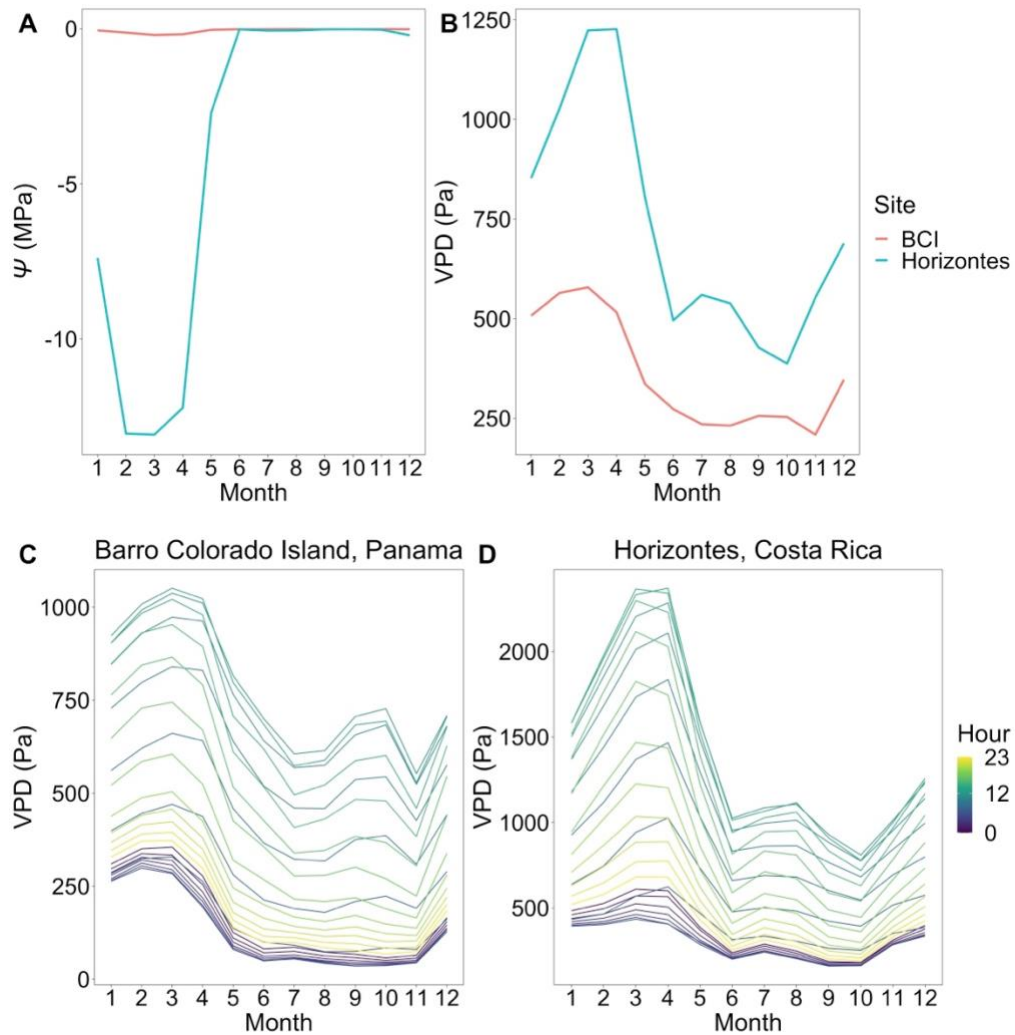 A
0
-5
-10
Ψ (MPa)
1 2 3 4 5 6 7 8 9 10 11 12
Month
B
1250
1000
750
500
250
VPD (Pa)
1 2 3 4 5 6 7 8 9 10 11 12
Month
Site
BCI
Horizontes
C Barro Colorado Island, Panama
1000
750
500
250
0
VPD (Pa)
1 2 3 4 5 6 7 8 9 10 11 12
Month
D Horizontes, Costa Rica
2000
1500
1000
500
VPD (Pa)
1 2 3 4 5 6 7 8 9 10 11 12
Month
Hour
23
12
0